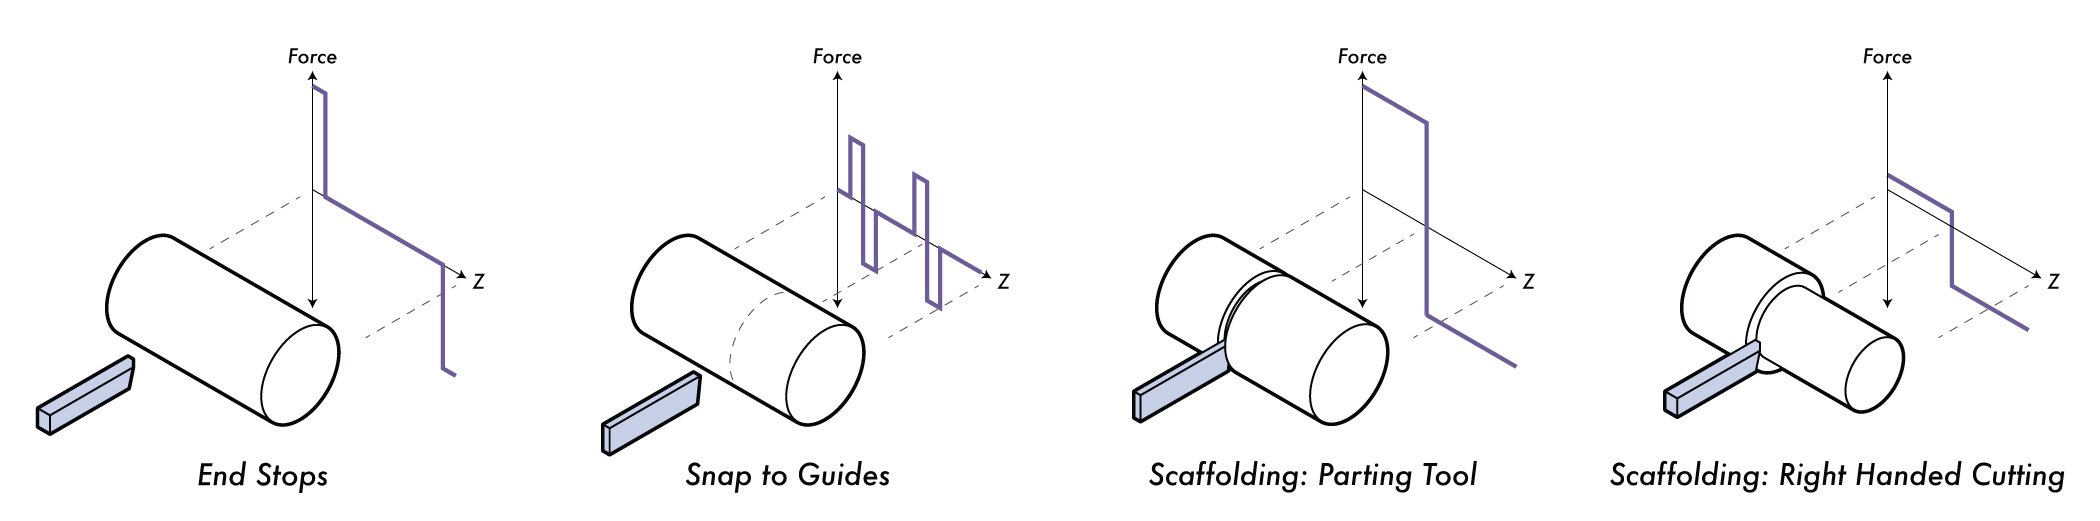 Force
Z
End Stops
Force
Z
Snap to Guides
Force
Z
Scaffolding: Parting Tool
Force
Z
Scaffolding: Right Handed Cutting